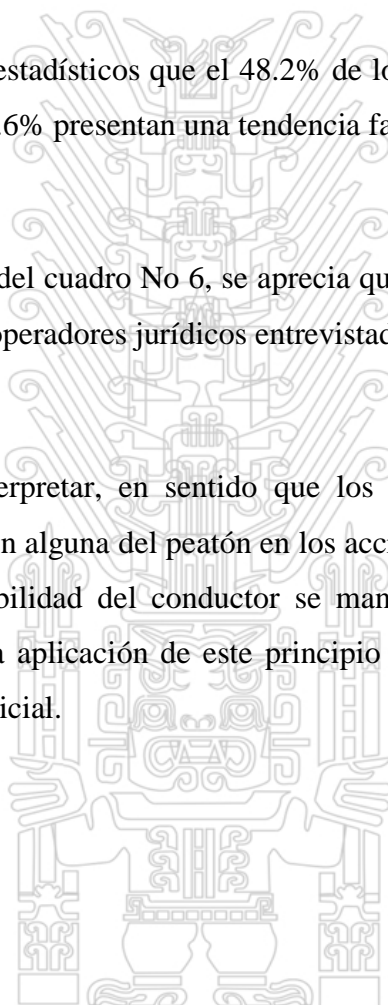 estadísticos que el 48.2% de lo
.6% presentan una tendencia fa
del cuadro No 6, se aprecia qu
operadores jurídicos entrevistad
erpretar, en sentido que los
n alguna del peatón en los acci
bilidad del conductor se man
a aplicación de este principio
icial.